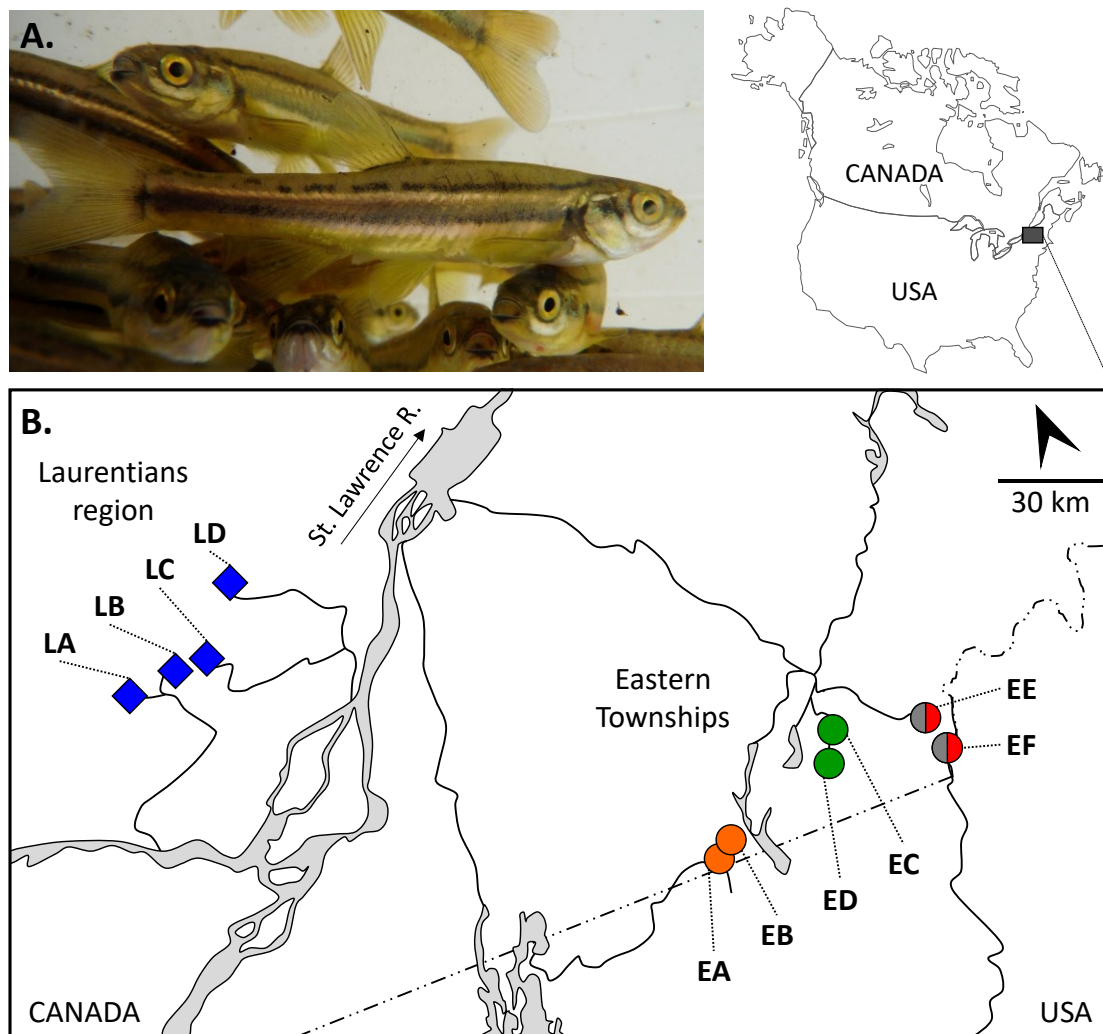 A.
CANADA
USA
B.
Laurentians
region
St. Lawrence R.
30 km
LD
LC
LB
LA
Eastern
Townships
EE
EF
EC
ED
EB
EA
CANADA
USA